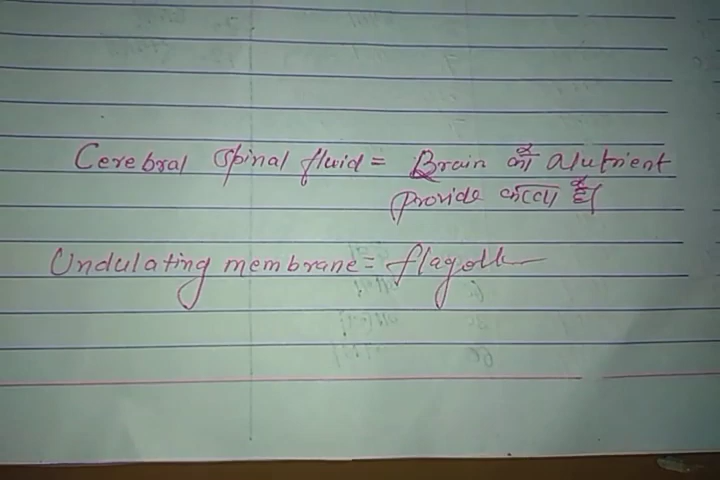 Cerebral Spinal fluid = Brain को Nutrient
Provide करता है
Undulating membrane = flagella